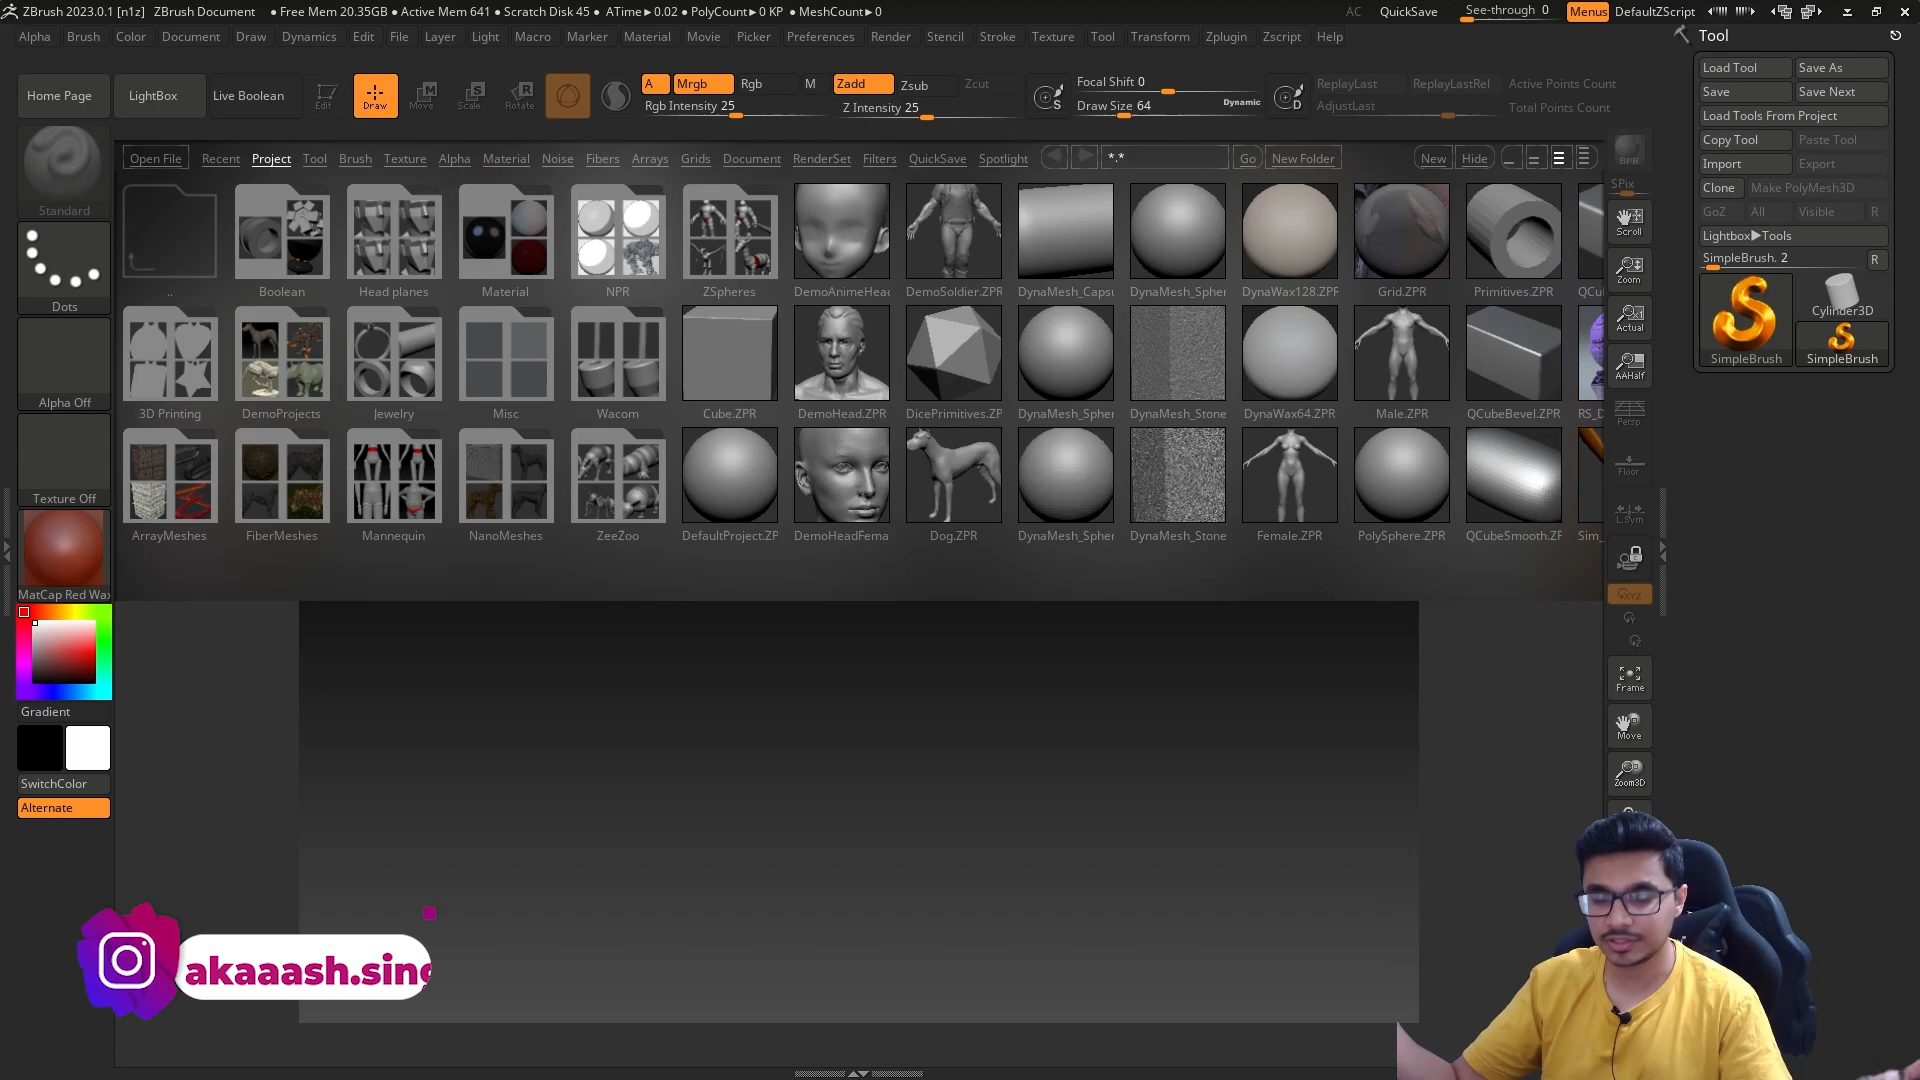 ZBrush 2023.0.1 [n1z] ZBrush Document ● Free Mem 20.35GB ● Active Mem 641 ● Scratch Disk 45 ● ATime►0.02 ● PolyCount►0 KP ● MeshCount►0 AC QuickSave See-through 0 Menus DefaultZScript
Alpha Brush Color Document Draw Dynamics Edit File Layer Light Macro Marker Material Movie Picker Preferences Render Stencil Stroke Texture Tool Transform Zplugin Zscript Help
Tool
Load Tool Save As
Save Save Next
Load Tools From Project
Copy Tool Paste Tool
Import Export
Clone Make PolyMesh3D
GoZ All Visible R
Lightbox►Tools
SimpleBrush. 2 R
Cylinder3D
SimpleBrush SimpleBrush
Home Page LightBox Live Boolean Edit Draw Move Scale Rotate
A Mrgb Rgb M Zadd Zsub Zcut
Rgb Intensity 25 Z Intensity 25
Focal Shift 0
Draw Size 64 Dynamic
S D
ReplayLast ReplayLastRel Active Points Count
AdjustLast Total Points Count
Open File Recent Project Tool Brush Texture Alpha Material Noise Fibers Arrays Grids Document RenderSet Filters QuickSave Spotlight *.* Go New Folder New Hide
.. Boolean Head planes Material NPR ZSpheres DemoAnimeHead DemoSoldier.ZPR DynaMesh_Capsu DynaMesh_Spher DynaWax128.ZPR Grid.ZPR Primitives.ZPR QCu
3D Printing DemoProjects Jewelry Misc Wacom Cube.ZPR DemoHead.ZPR DicePrimitives.ZP DynaMesh_Spher DynaMesh_Stone DynaWax64.ZPR Male.ZPR QCubeBevel.ZPR RS_D
ArrayMeshes FiberMeshes Mannequin NanoMeshes ZeeZoo DefaultProject.ZP DemoHeadFema Dog.ZPR DynaMesh_Spher DynaMesh_Stone Female.ZPR PolySphere.ZPR QCubeSmooth.ZF Sim_
Standard
Dots
Alpha Off
Texture Off
MatCap Red Wax
Gradient
SwitchColor
Alternate
BPR
SPix
Scroll
Zoom
Actual
AAHalf
Persp
Floor
L.Sym
XYZ
Y
Z
Frame
Move
Zoom3D
akaaash.sing